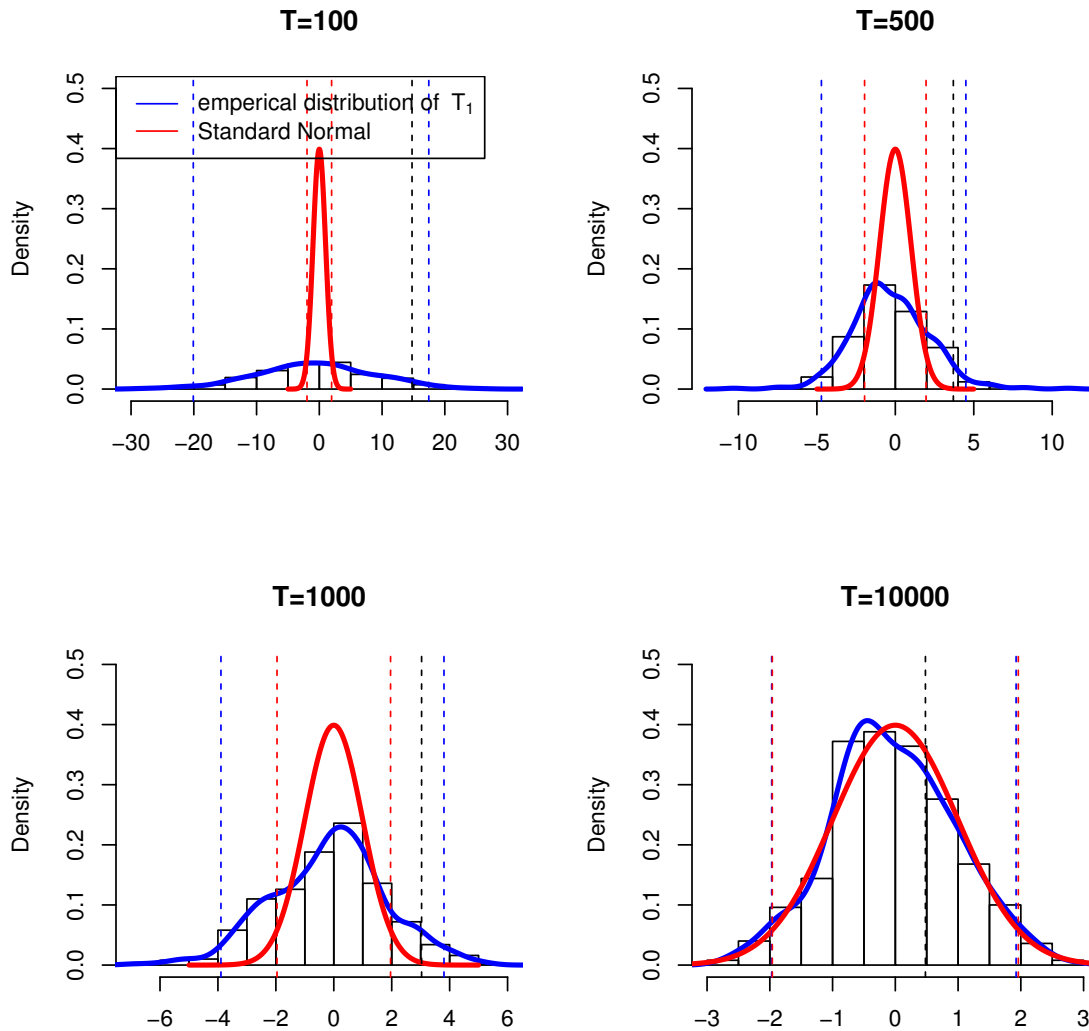 T=100
emperical distribution of T₁
Standard Normal
Density
0.0 0.1 0.2 0.3 0.4 0.5
−30 −20 −10 0 10 20 30
T=500
Density
0.0 0.1 0.2 0.3 0.4 0.5
−10 −5 0 5 10
T=1000
Density
0.0 0.1 0.2 0.3 0.4 0.5
−6 −4 −2 0 2 4 6
T=10000
Density
0.0 0.1 0.2 0.3 0.4 0.5
−3 −2 −1 0 1 2 3